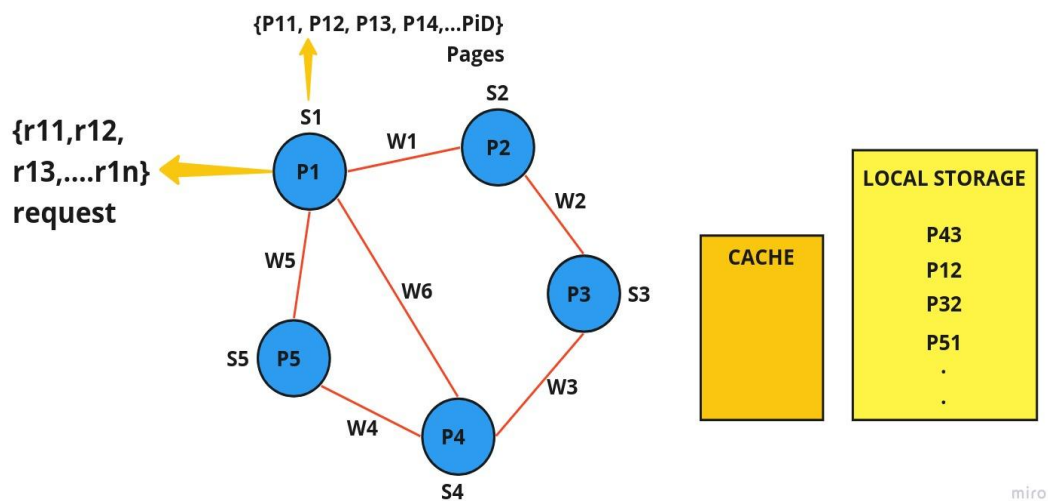 {P11, P12, P13, P14,...PiD}
Pages
S1
{r11,r12,
r13,....r1n}
request
P1
W1
S2
P2
W2
P3
S3
W5
W6
S5
P5
W3
W4
P4
S4
CACHE
LOCAL STORAGE
P43
P12
P32
P51
.
.
miro